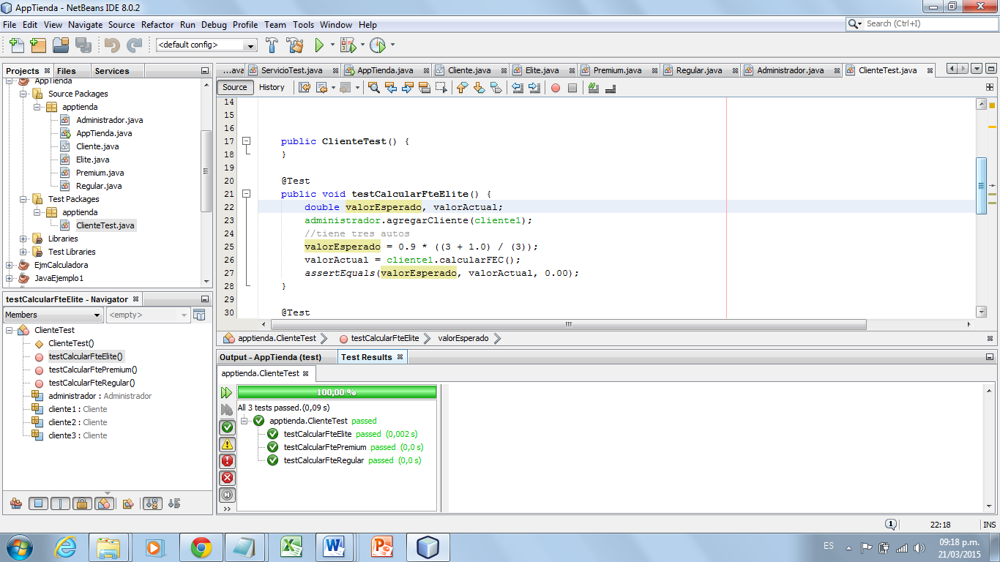 AppTienda - NetBeans IDE 8.0.2
File Edit View Navigate Source Refactor Run Debug Profile Team Tools Window Help
Search (Ctrl+I)
<default config>
Projects Files Services
AppTienda
Source Packages
apptienda
Administrador.java
AppTienda.java
Cliente.java
Elite.java
Premium.java
Regular.java
Test Packages
apptienda
ClienteTest.java
Libraries
Test Libraries
EjmCalculadora
JavaEjemplo1
...ava ServicioTest.java AppTienda.java Cliente.java Elite.java Premium.java Regular.java Administrador.java ClienteTest.java
Source History
14
15
16
17 public ClienteTest() {
18 }
19
20 @Test
21 public void testCalcularFteElite() {
22 double valorEsperado, valorActual;
23 administrador.agregarCliente(cliente1);
24 //tiene tres autos
25 valorEsperado = 0.9 * ((3 + 1.0) / (3));
26 valorActual = cliente1.calcularFEC();
27 assertEquals(valorEsperado, valorActual, 0.00);
28 }
29
30 @Test
apptienda.ClienteTest testCalcularFteElite valorEsperado
testCalcularFteElite - Navigator
Members <empty>
ClienteTest
ClienteTest()
testCalcularFteElite()
testCalcularFtePremium()
testCalcularFteRegular()
administrador : Administrador
cliente1 : Cliente
cliente2 : Cliente
cliente3 : Cliente
Output - AppTienda (test) Test Results
apptienda.ClienteTest
100,00 %
All 3 tests passed.(0,09 s)
apptienda.ClienteTest passed
testCalcularFteElite passed (0,002 s)
testCalcularFtePremium passed (0,0 s)
testCalcularFteRegular passed (0,0 s)
>>
1 22:18 INS
ES
09:18 p.m.
21/03/2015